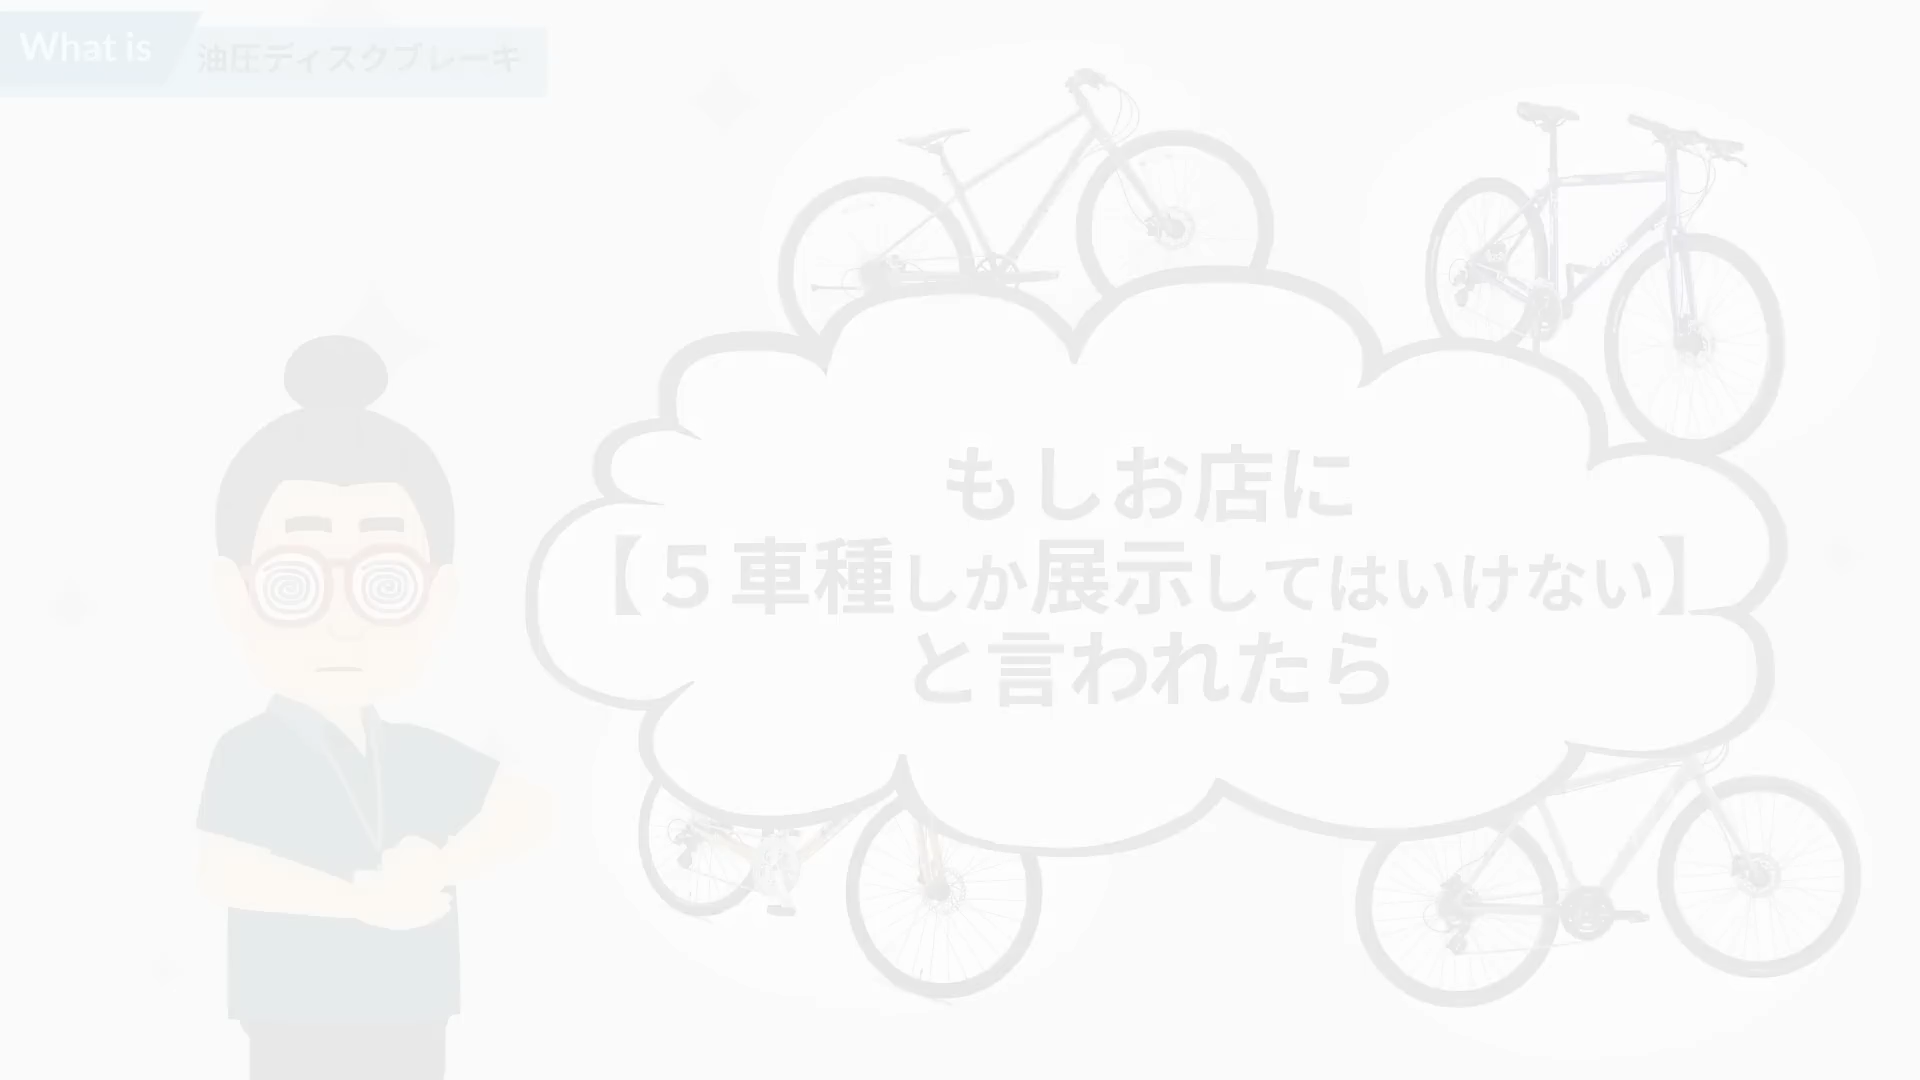 What is
油圧ディスクブレーキ
もしお店に
【５車種しか展示してはいけない】
と言われたら